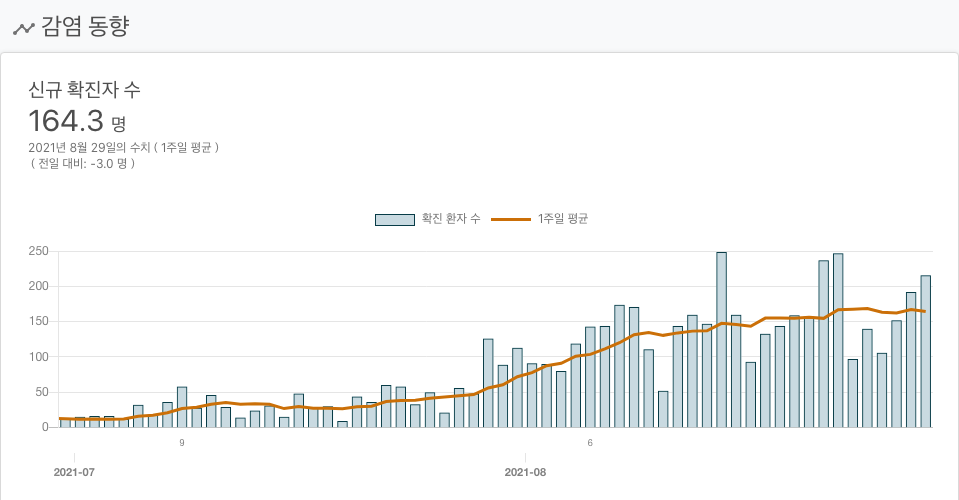 감염 동향
신규 확진자 수
164.3 명
2021년 8월 29일의 수치 ( 1주일 평균 )
( 전일 대비: -3.0 명 )
확진 환자 수 1주일 평균
250
200
150
100
50
0
9 6
2021-07 2021-08